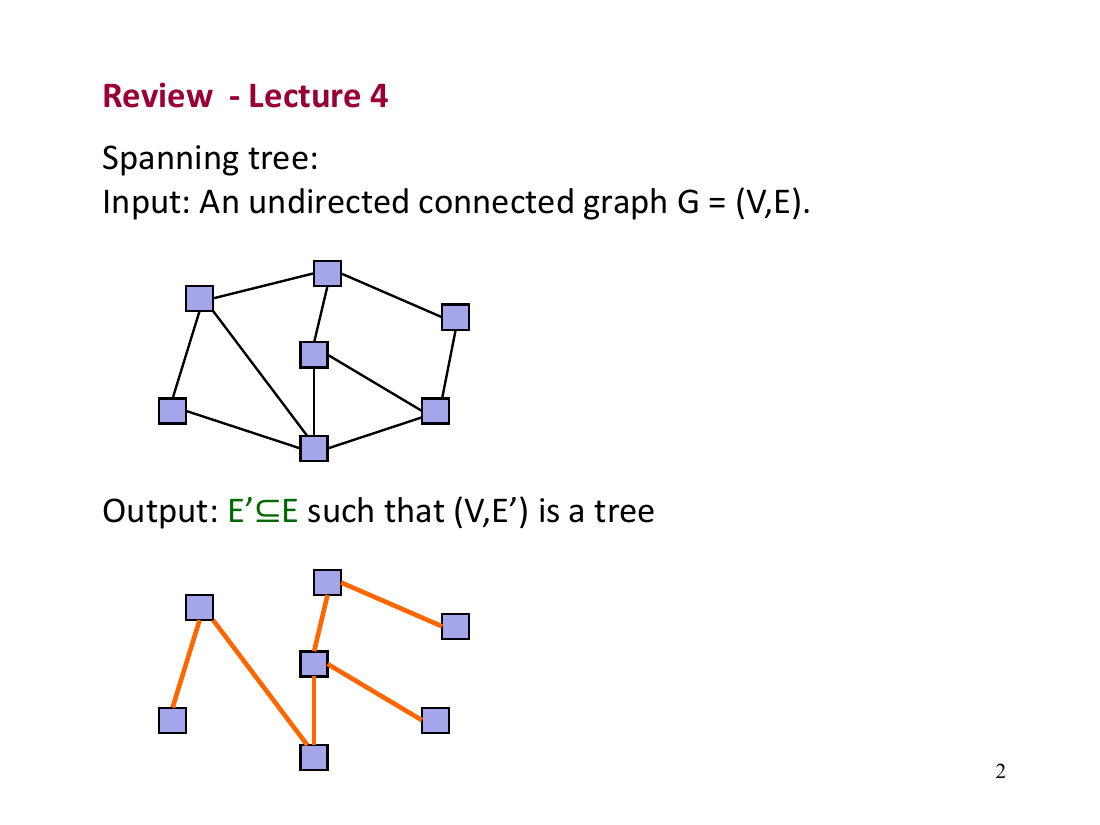 Review - Lecture 4
Spanning tree:
Input: An undirected connected graph G = (V,E).
Output: E’⊆E such that (V,E’) is a tree
2